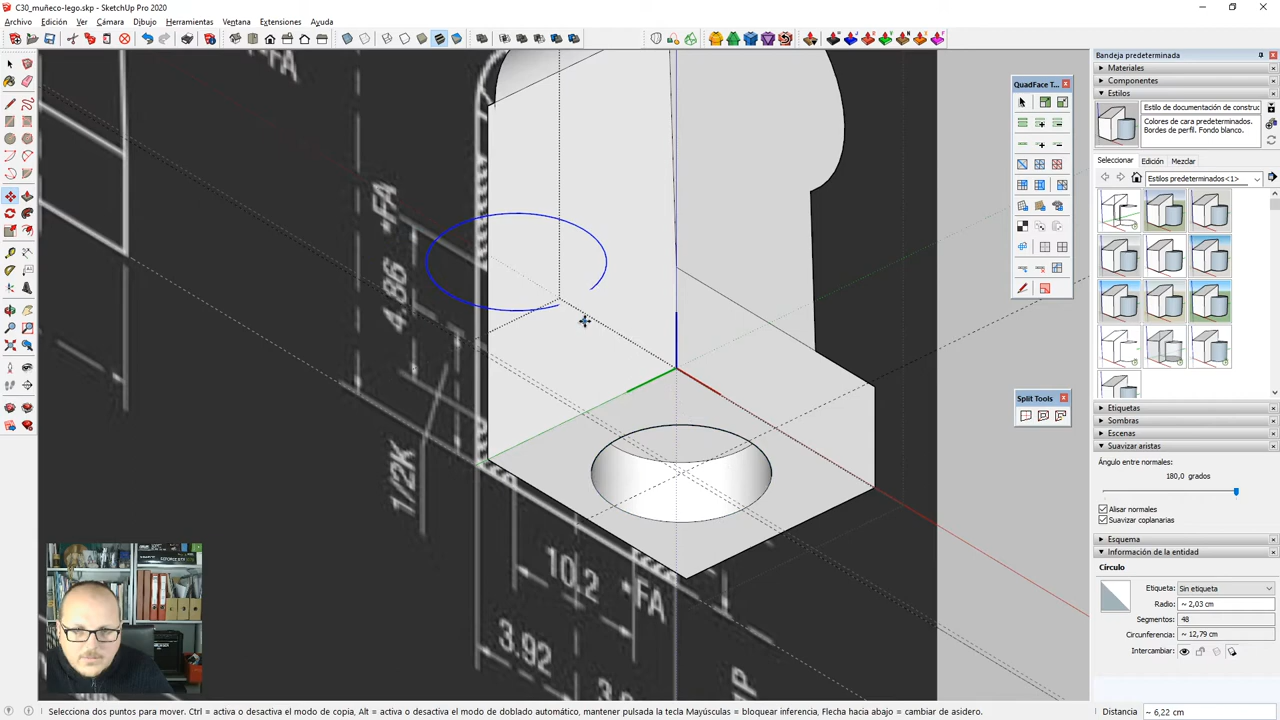 C30_muñeco-lego.skp - SketchUp Pro 2020
Archivo Edición Ver Cámara Dibujo Herramientas Ventana Extensiones Ayuda
Bandeja predeterminada
Materiales
Componentes
Estilos
Estilo de documentación de construc
Colores de cara predeterminados.
Bordes de perfil. Fondo blanco.
Seleccionar Edición Mezclar
Estilos predeterminados<1>
QuadFace T...
Split Tools
FA
FA
4.86
1/2K
10.2
FA
3.92
Etiquetas
Sombras
Escenas
Suavizar aristas
Ángulo entre normales:
180,0 grados
Alisar normales
Suavizar coplanarias
Esquema
Información de la entidad
Círculo
Etiqueta: Sin etiqueta
Radio: ~ 2,03 cm
Segmentos: 48
Circunferencia: ~ 12,79 cm
Intercambiar:
Selecciona dos puntos para mover. Ctrl = activa o desactiva el modo de copia, Alt = activa o desactiva el modo de doblado automático, mantener pulsada la tecla Mayúsculas = bloquear inferencia, Flecha hacia abajo = cambiar de asidero.
Distancia ~ 6,22 cm